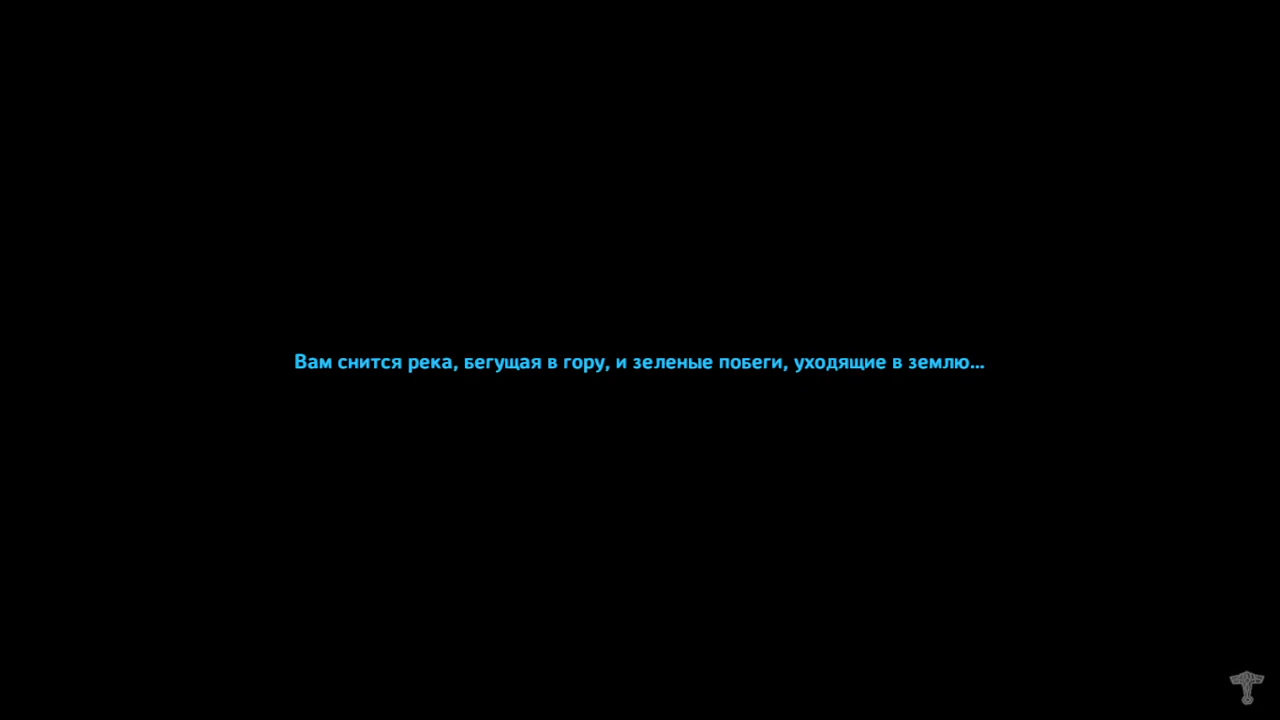 Вам снится река, бегущая в гору, и зеленые побеги, уходящие в землю...